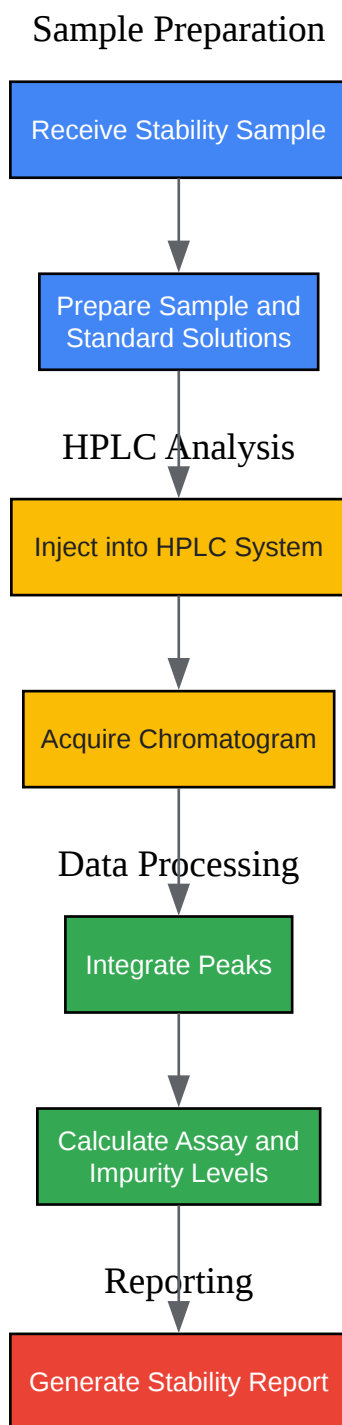 Sample Preparation
Receive Stability Sample
Prepare Sample and
Standard Solutions
HPLC Analysis
Inject into HPLC System
Acquire Chromatogram
Data Processing
Integrate Peaks
Calculate Assay and
Impurity Levels
Reporting
Generate Stability Report